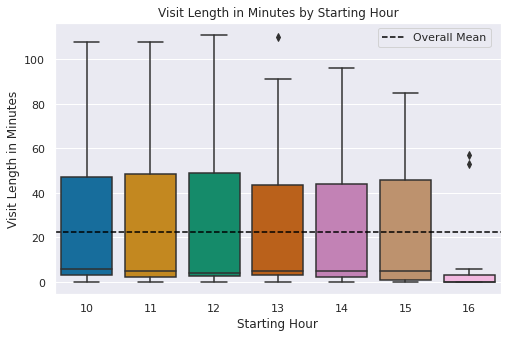 Visit Length in Minutes by Starting Hour
Overall Mean
Visit Length in Minutes
100
80
60
40
20
0
10 11 12 13 14 15 16
Starting Hour